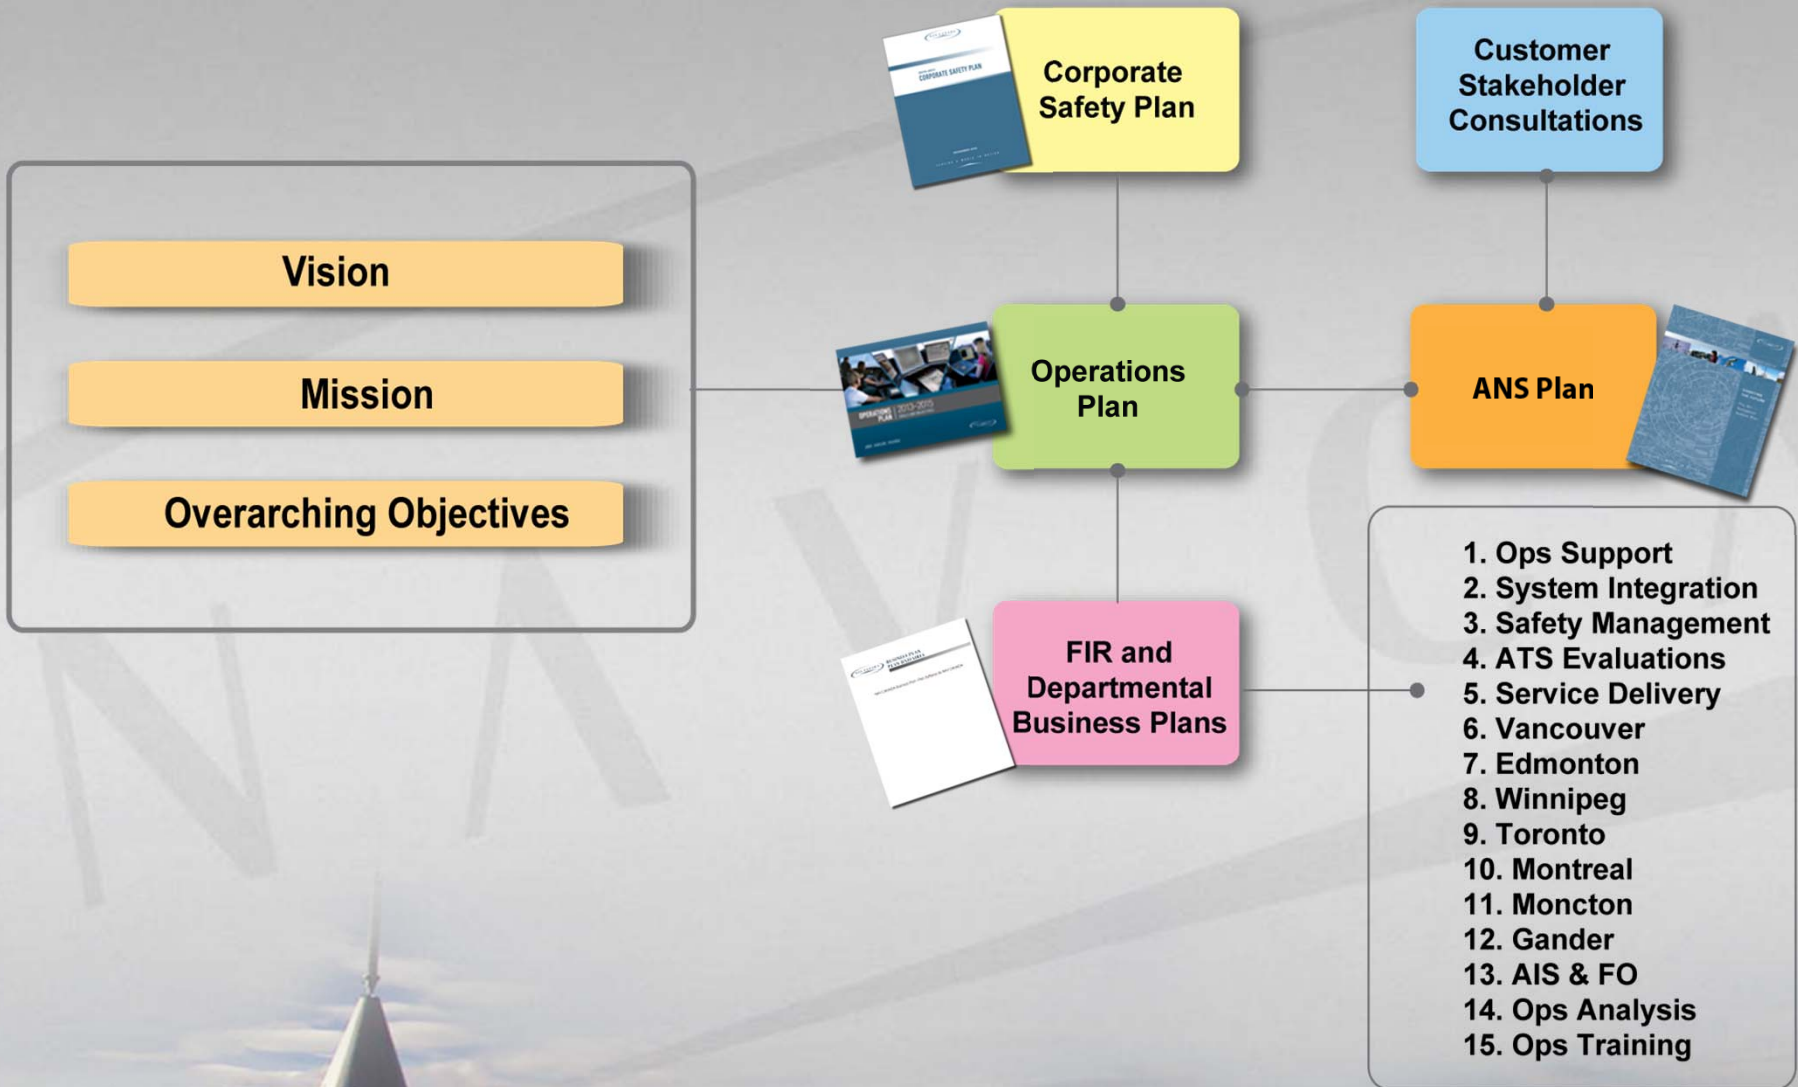 Vision
Mission
Overarching Objectives
CORPORATE SAFETY PLAN
Corporate
Safety Plan
Customer
Stakeholder
Consultations
OPERATIONS
PLAN
2013-2015
Operations
Plan
ANS Plan
BUSINESS PLAN
FIR and
Departmental
Business Plans
1. Ops Support
2. System Integration
3. Safety Management
4. ATS Evaluations
5. Service Delivery
6. Vancouver
7. Edmonton
8. Winnipeg
9. Toronto
10. Montreal
11. Moncton
12. Gander
13. AIS & FO
14. Ops Analysis
15. Ops Training